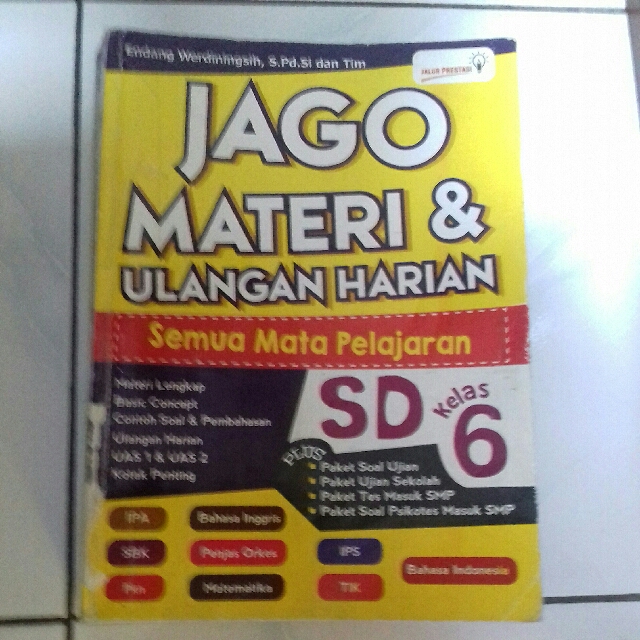 Endang Werdiningsih, S.Pd.Si dan Tim
JALUR PRESTASI
JAGO
MATERI &
ULANGAN HARIAN
Semua Mata Pelajaran
SD Kelas 6
Materi Lengkap
Basic Concept
Contoh Soal & Pembahasan
Ulangan Harian
UAS 1 & UAS 2
Kotak Penting
PLUS
Paket Soal Ujian
Paket Ujian Sekolah
Paket Tes Masuk SMP
Paket Soal Psikotes Masuk SMP
IPA
Bahasa Inggris
SBK
Penjas Orkes
IPS
Bahasa Indonesia
PKn
Matematika
TIK